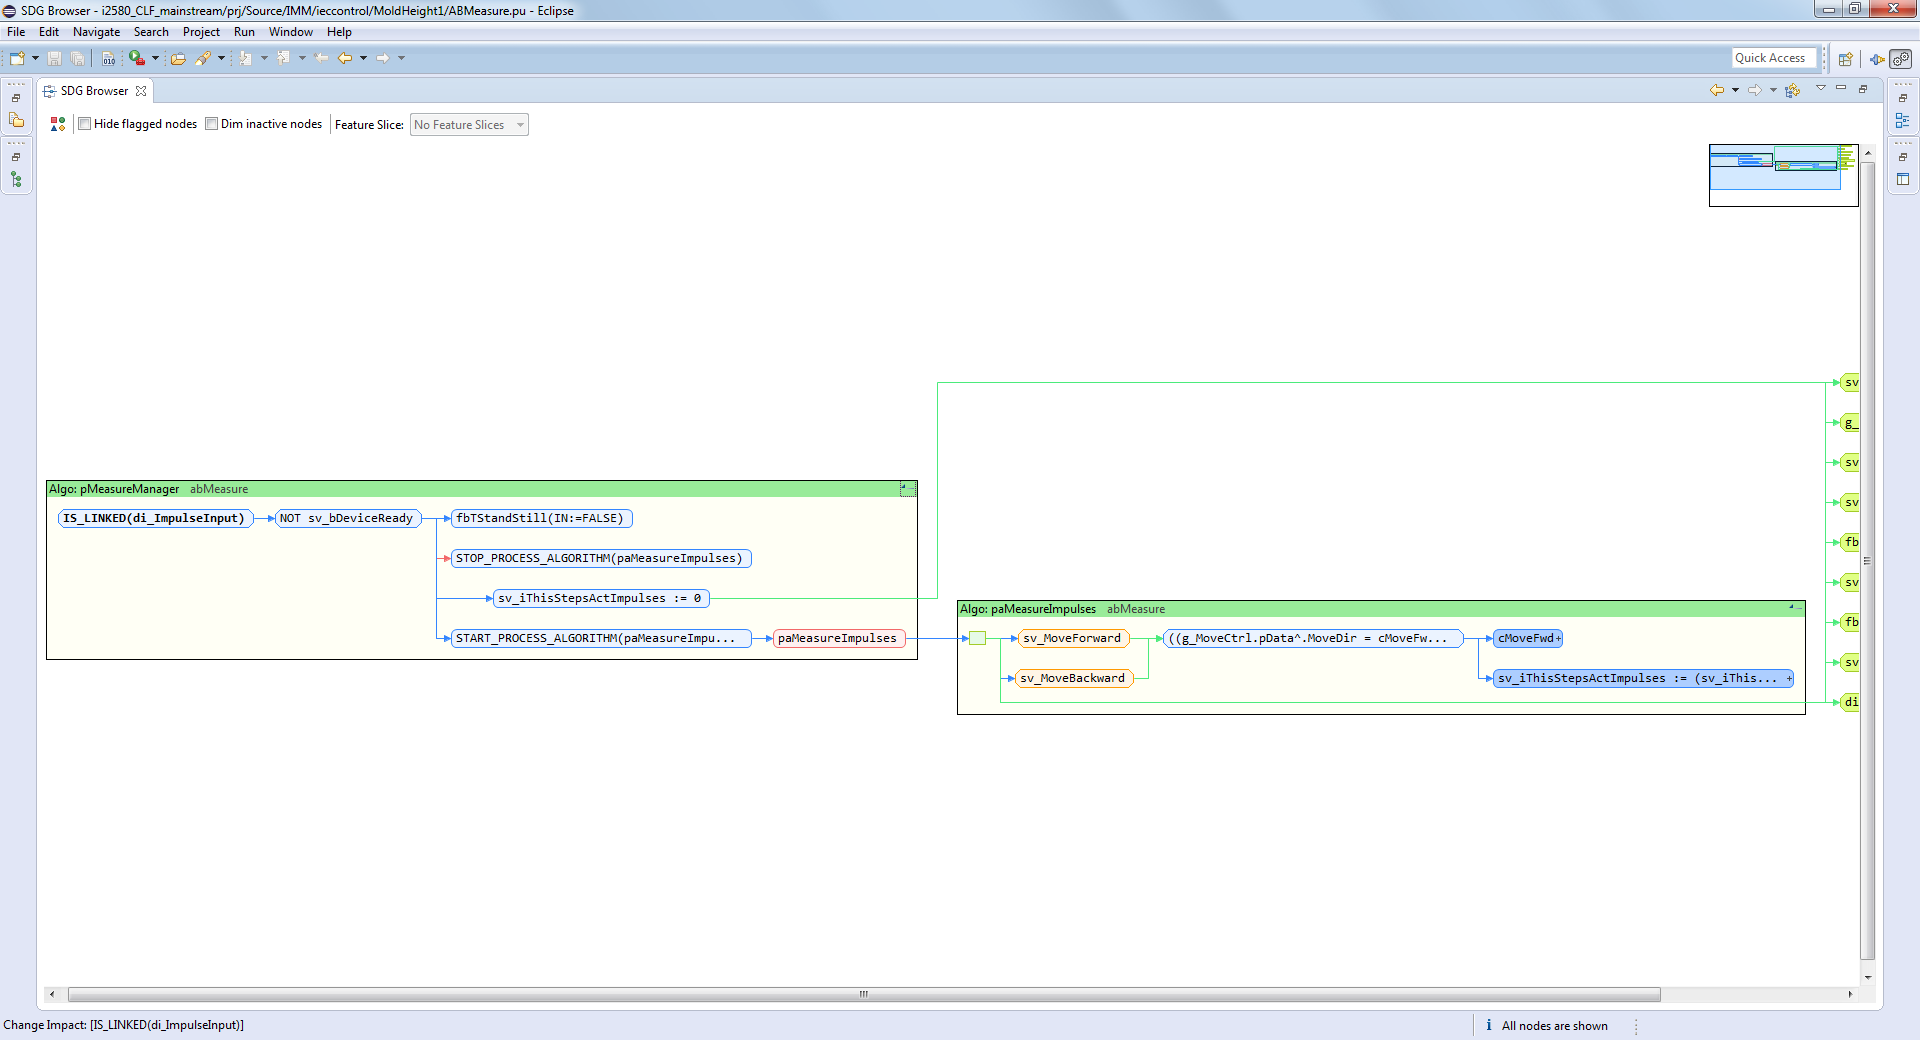 SDG Browser - i2580_CLF_mainstream/prj/Source/IMM/ieccontrol/MoldHeight1/ABMeasure.pu - Eclipse
File Edit Navigate Search Project Run Window Help
010
Quick Access
SDG Browser
Hide flagged nodes Dim inactive nodes Feature Slice: No Feature Slices
sv
g_
sv
sv
fb
sv
fb
sv
di
Algo: pMeasureManager abMeasure
IS_LINKED(di_ImpulseInput) NOT sv_bDeviceReady fbTStandStill(IN:=FALSE)
STOP_PROCESS_ALGORITHM(paMeasureImpulses)
sv_iThisStepsActImpulses := 0
START_PROCESS_ALGORITHM(paMeasureImpu... paMeasureImpulses
Algo: paMeasureImpulses abMeasure
sv_MoveForward ((g_MoveCtrl.pData^.MoveDir = cMoveFw... cMoveFwd+
sv_MoveBackward sv_iThisStepsActImpulses := (sv_iThis... +
Change Impact: [IS_LINKED(di_ImpulseInput)] i All nodes are shown